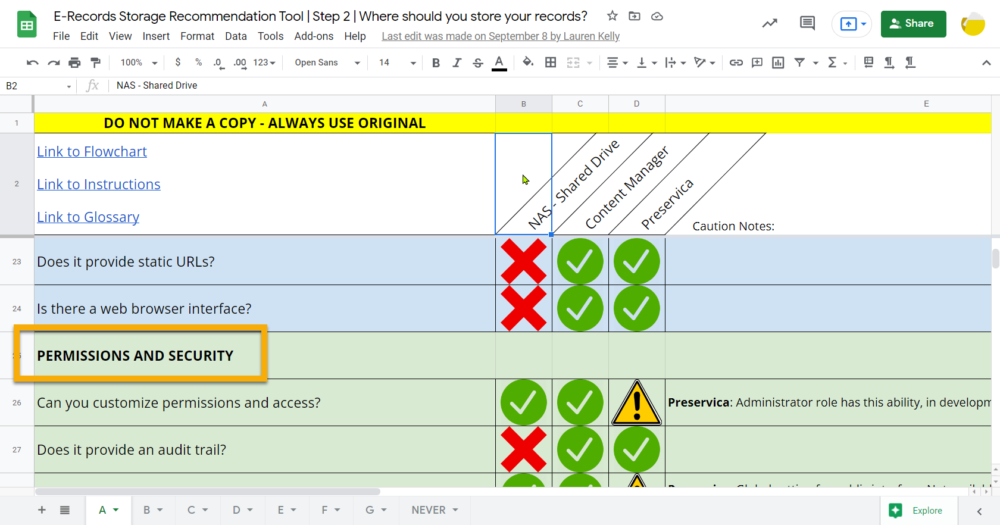 E-Records Storage Recommendation Tool | Step 2 | Where should you store your records?
File Edit View Insert Format Data Tools Add-ons Help Last edit was made on September 8 by Lauren Kelly
Share
100% $ % .0 .00 123 Open Sans 14 B I S A
B2 fx NAS - Shared Drive
A B C D E
1 DO NOT MAKE A COPY - ALWAYS USE ORIGINAL
2
Link to Flowchart
Link to Instructions
Link to Glossary
NAS - Shared Drive
Content Manager
Preservica
Caution Notes:
23 Does it provide static URLs?
24 Is there a web browser interface?
PERMISSIONS AND SECURITY
26 Can you customize permissions and access? Preservica: Administrator role has this ability, in developm
27 Does it provide an audit trail?
A B C D E F G NEVER Explore